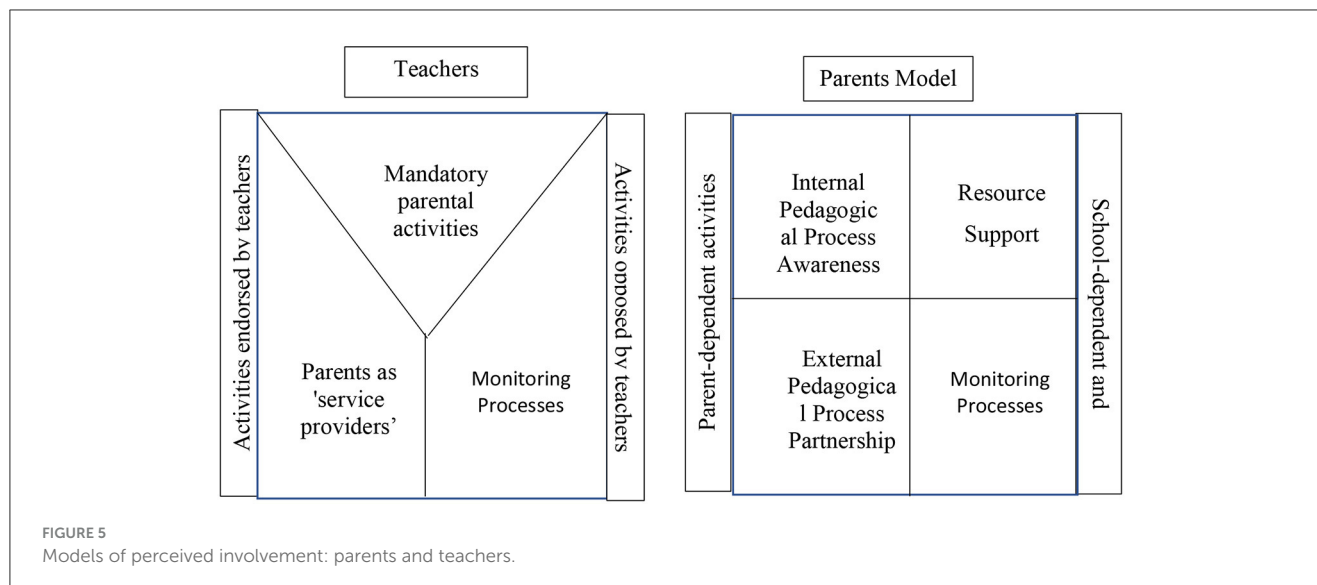 Teachers
Activities endorsed by teachers
Mandatory
parental
activities
Parents as
'service
providers’
Monitoring
Processes
Activities opposed by teachers
Parents Model
Parent-dependent activities
Internal
Pedagogic
al Process
Awareness
Resource
Support
External
Pedagogica
l Process
Partnership
Monitoring
Processes
School-dependent and
FIGURE 5
Models of perceived involvement: parents and teachers.